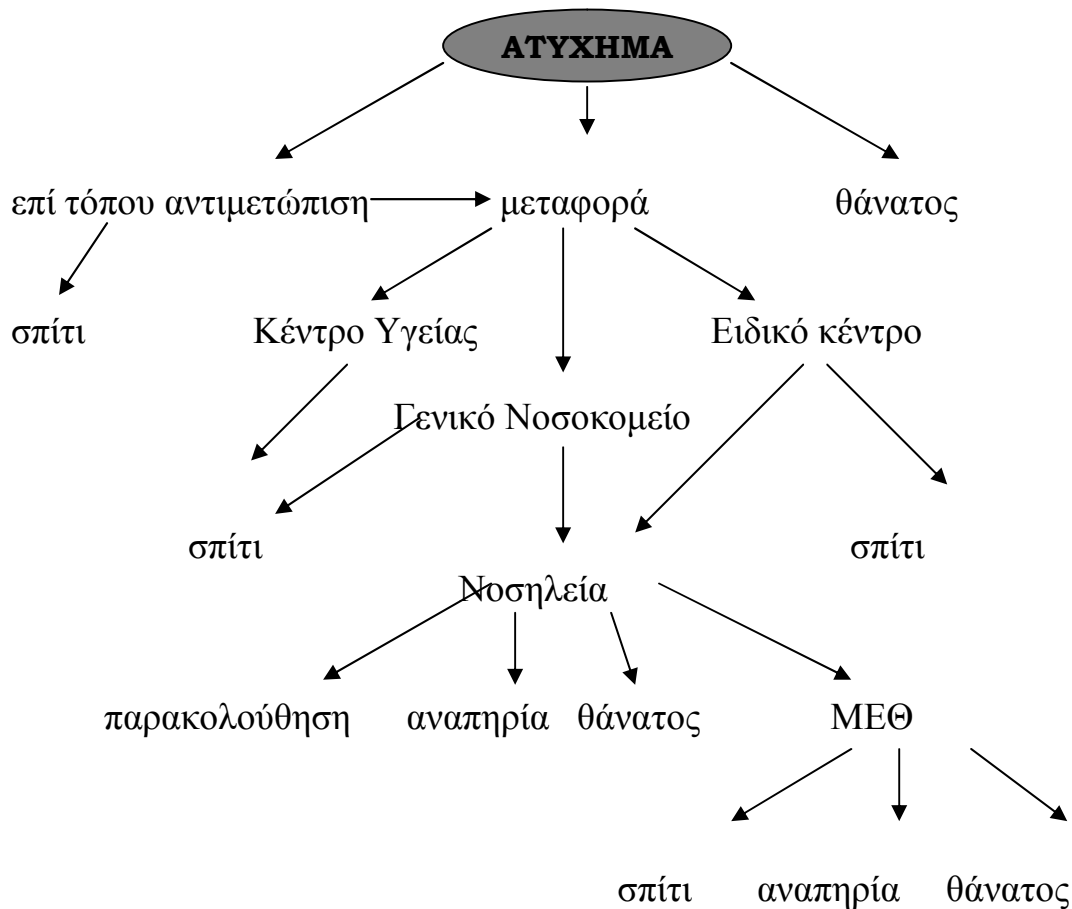 ΑΤΥΧΗΜΑ
επί τόπου αντιμετώπιση μεταφορά θάνατος
σπίτι Κέντρο Υγείας Ειδικό κέντρο
Γενικό Νοσοκομείο
σπίτι σπίτι
Νοσηλεία
παρακολούθηση αναπηρία θάνατος ΜΕΘ
σπίτι αναπηρία θάνατος